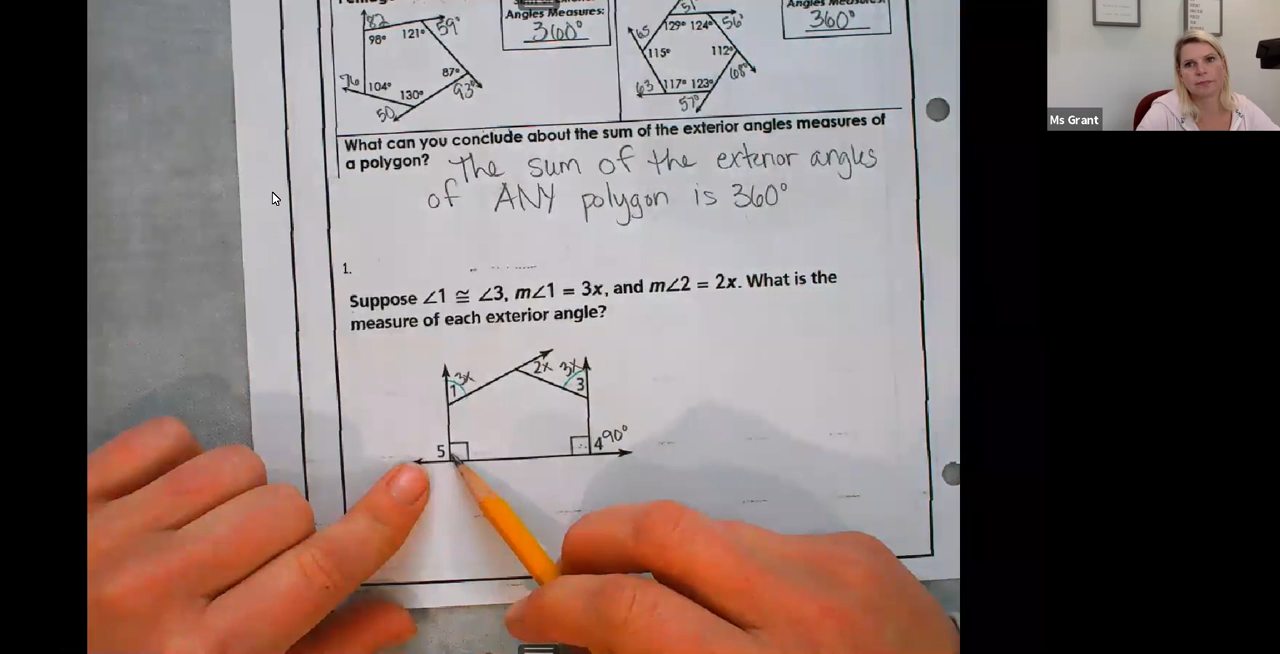 Angles Measures:
360°
Angles Measures:
360°
82
59°
98°
121°
87°
93°
76
104°
130°
50
51
56°
65
129° 124°
115°
112°
68°
63
117° 123°
57°
What can you conclude about the sum of the exterior angles measures of
a polygon? The sum of the exterior angles
of ANY polygon is 360°
1.
Suppose ∠1 ≅ ∠3, m∠1 = 3x, and m∠2 = 2x. What is the
measure of each exterior angle?
3x
2x
3x
1
3
5
4 90°
Ms Grant